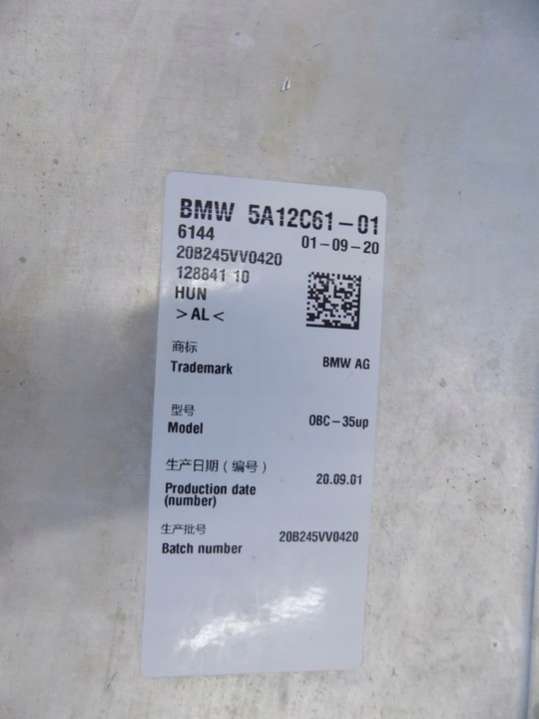 BMW 5A12C61-01
6144 01-09-20
20B245VV0420
128841 10
HUN
>AL<
商标
Trademark BMW AG
型号
Model OBC-35up
生产日期（编号）
Production date 20.09.01
(number)
生产批号
Batch number 20B245VV0420